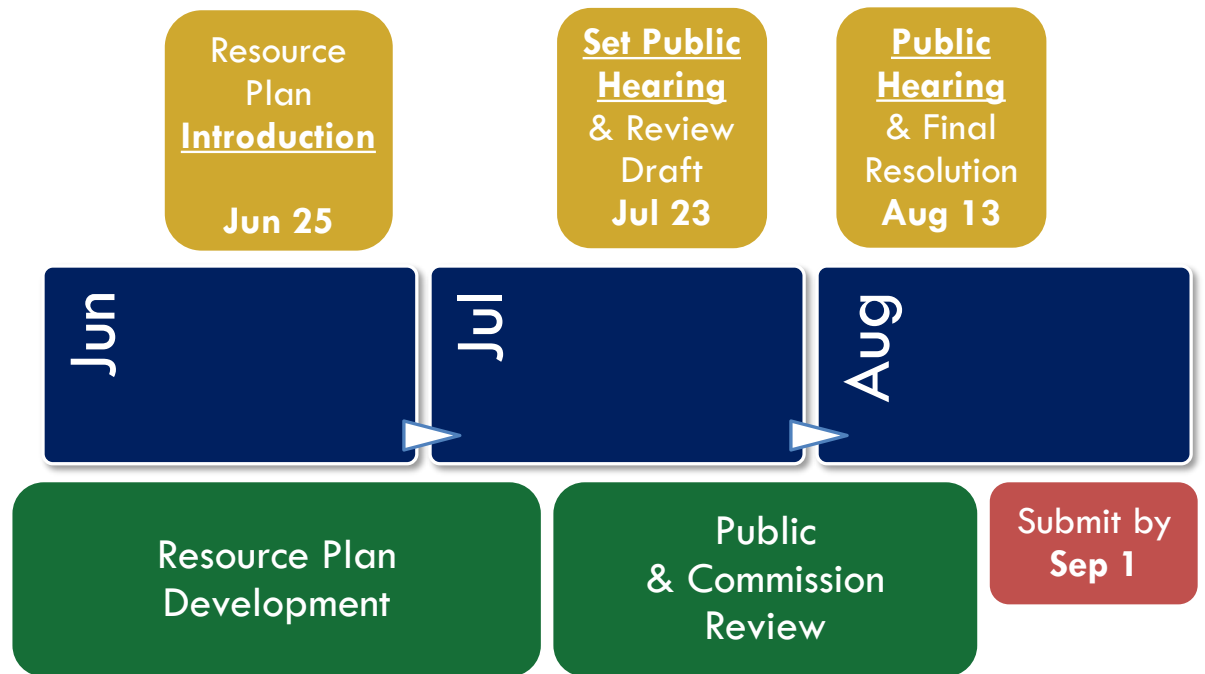 Resource
Plan
Introduction
Jun 25
Set Public
Hearing
& Review
Draft
Jul 23
Public
Hearing
& Final
Resolution
Aug 13
Jun
Jul
Aug
Resource Plan
Development
Public
& Commission
Review
Submit by
Sep 1